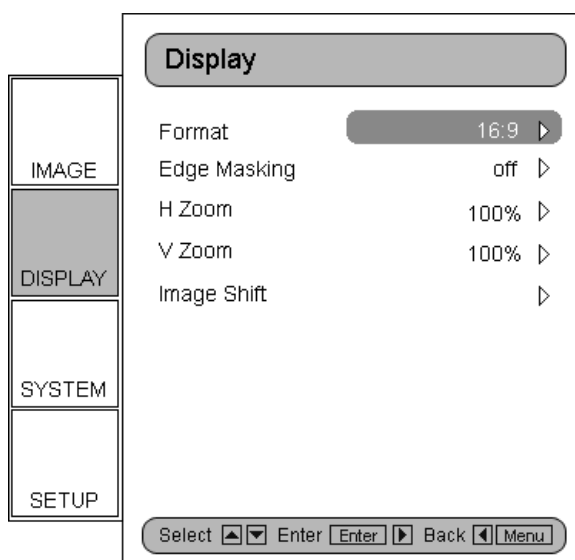 Display
Format 16:9
Edge Masking off
H Zoom 100%
V Zoom 100%
Image Shift
IMAGE
DISPLAY
SYSTEM
SETUP
Select Enter Enter Back Menu